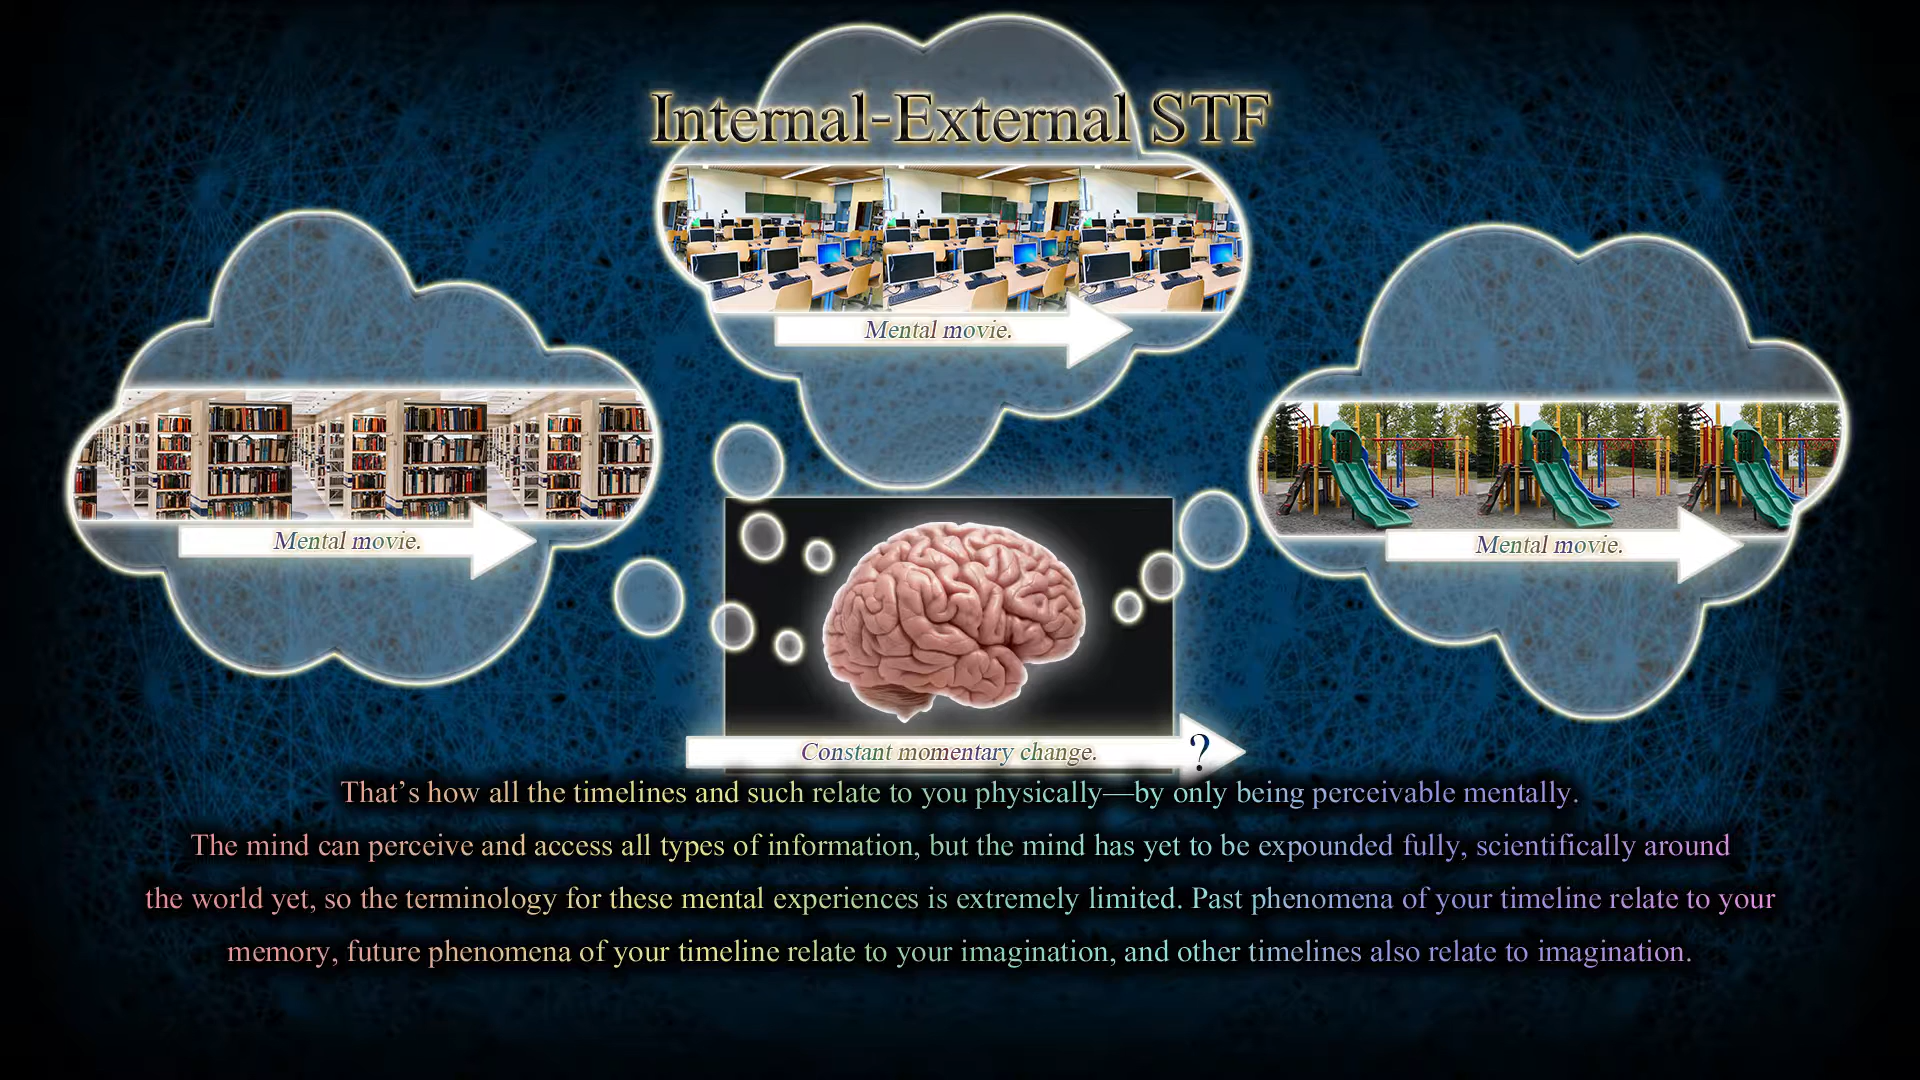 Internal-External STF
Mental movie.
Mental movie.
Mental movie.
Constant momentary change.
?
That’s how all the timelines and such relate to you physically—by only being perceivable mentally.
The mind can perceive and access all types of information, but the mind has yet to be expounded fully, scientifically around
the world yet, so the terminology for these mental experiences is extremely limited. Past phenomena of your timeline relate to your
memory, future phenomena of your timeline relate to your imagination, and other timelines also relate to imagination.